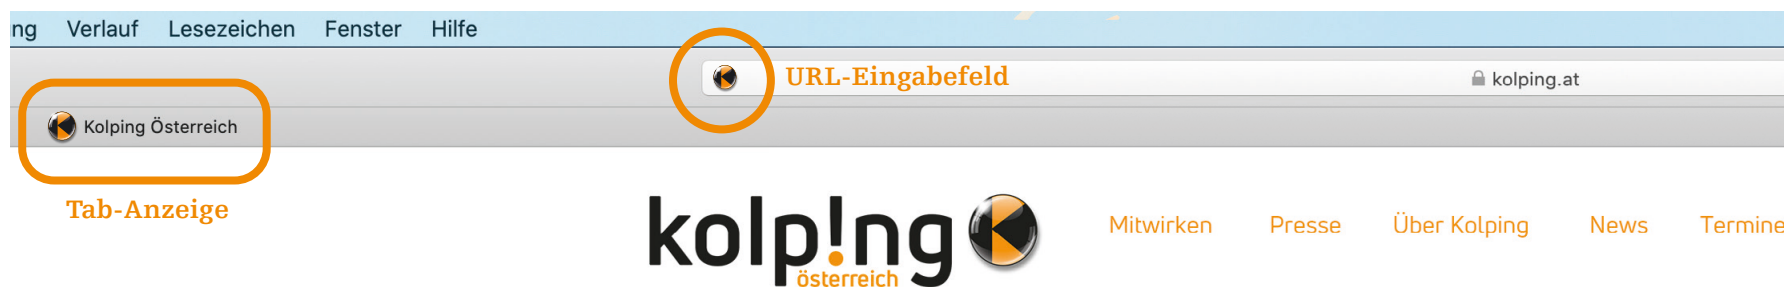 ng Verlauf Lesezeichen Fenster Hilfe
URL-Eingabefeld
kolping.at
Kolping Österreich
Tab-Anzeige
kolp!ng
österreich
Mitwirken Presse Über Kolping News Termine